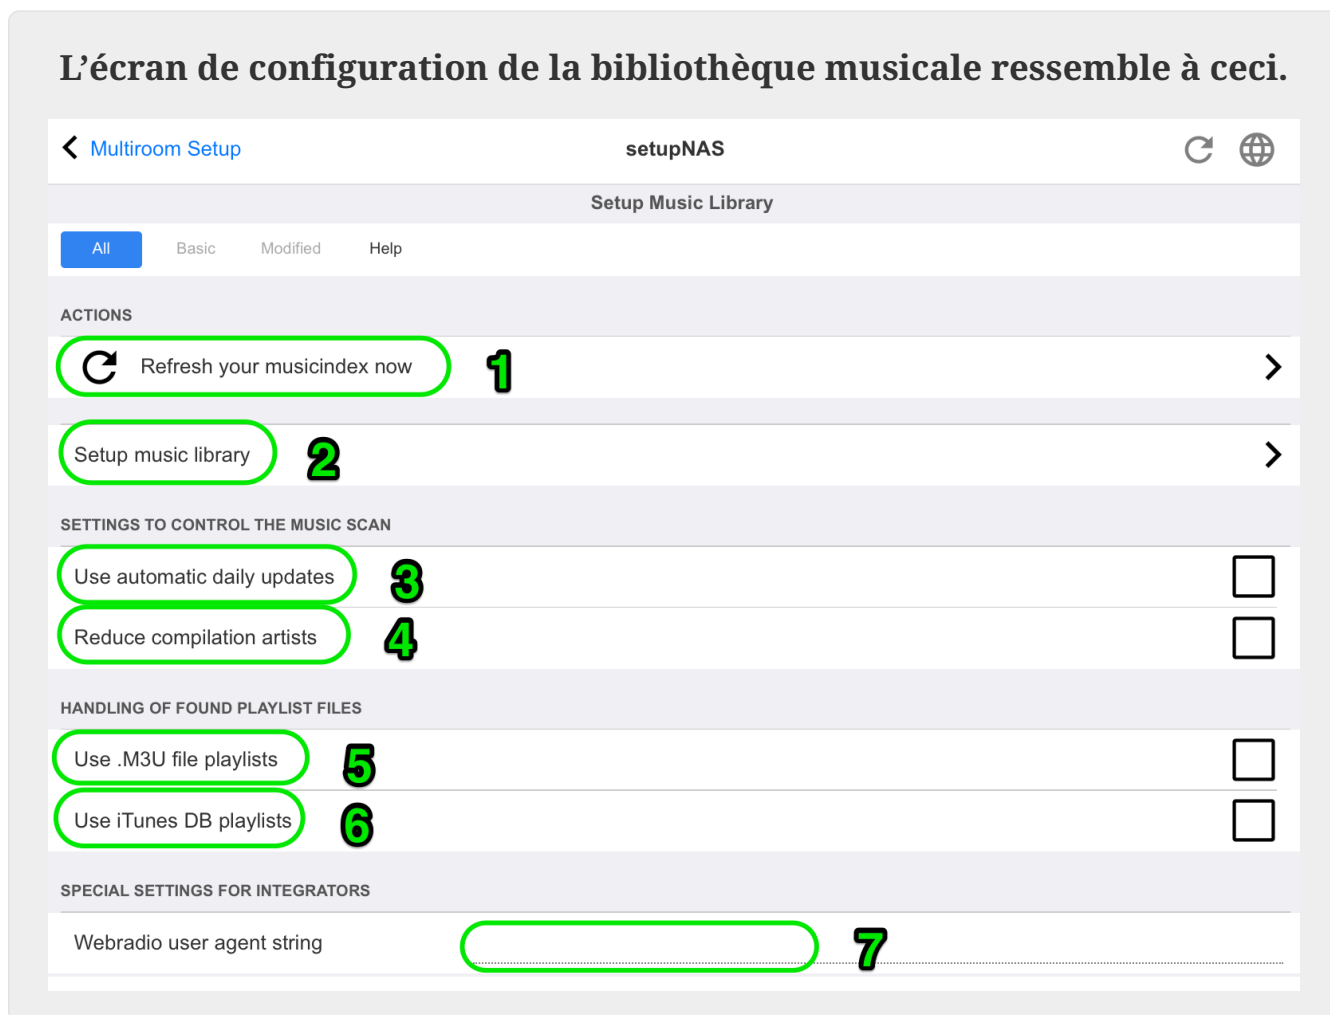 L’écran de configuration de la bibliothèque musicale ressemble à ceci.
Multiroom Setup
setupNAS
Setup Music Library
All
Basic
Modified
Help
ACTIONS
Refresh your musicindex now
1
Setup music library
2
SETTINGS TO CONTROL THE MUSIC SCAN
Use automatic daily updates
3
Reduce compilation artists
4
HANDLING OF FOUND PLAYLIST FILES
Use .M3U file playlists
5
Use iTunes DB playlists
6
SPECIAL SETTINGS FOR INTEGRATORS
Webradio user agent string
7